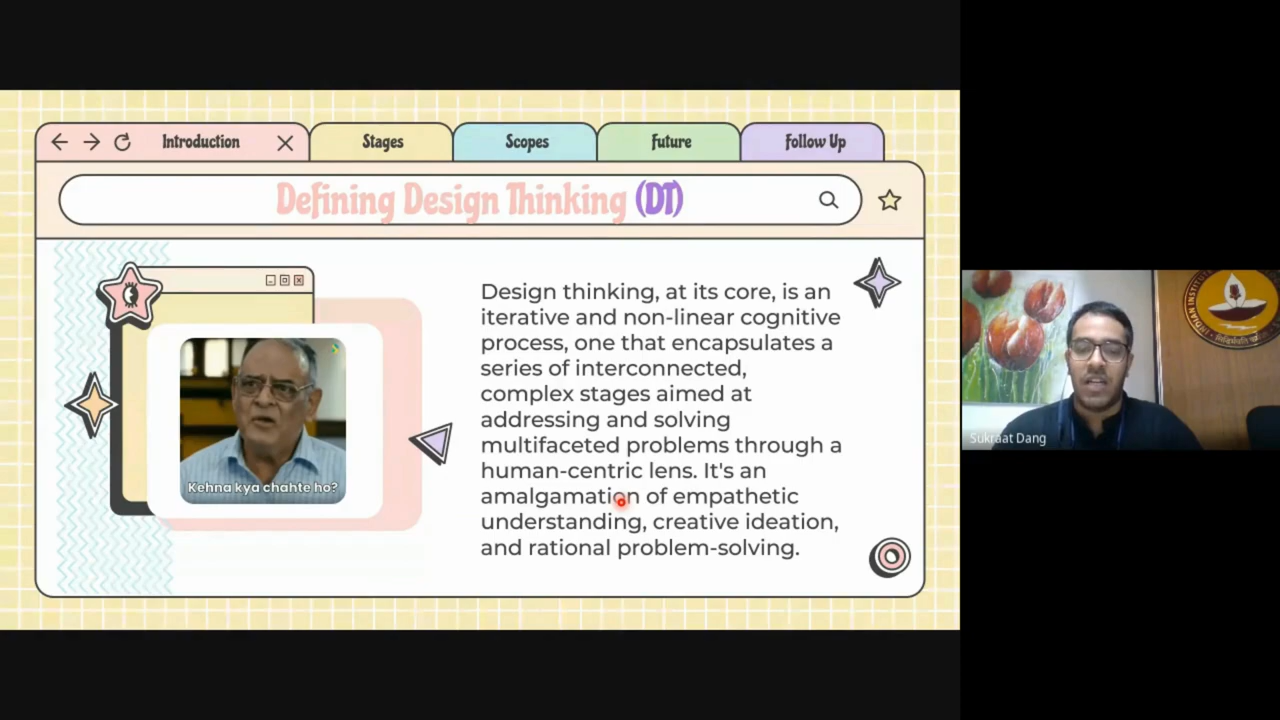 Introduction
Stages
Scopes
Future
Follow Up
Defining Design Thinking (DT)
Design thinking, at its core, is an
iterative and non-linear cognitive
process, one that encapsulates a
series of interconnected,
complex stages aimed at
addressing and solving
multifaceted problems through a
human-centric lens. It's an
amalgamation of empathetic
understanding, creative ideation,
and rational problem-solving.
Kehna kya chahte ho?
Sukraat Dang